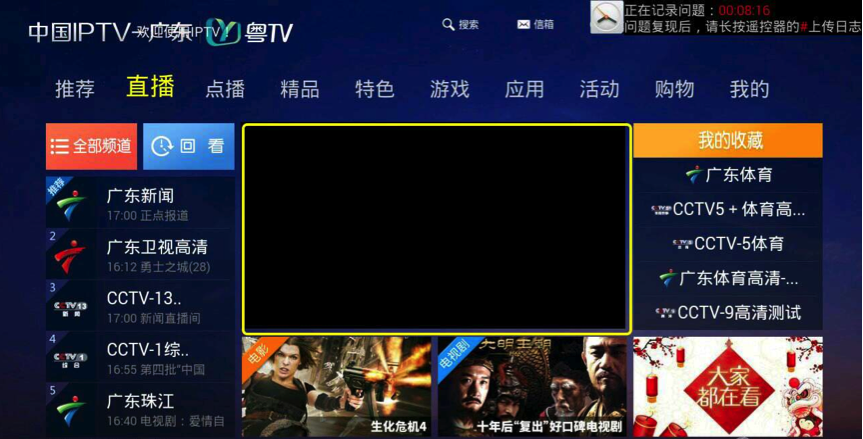 中国IPTV-广东
欢迎使用IPTV！
粤TV
搜索
信箱
正在记录问题：00:08:16
问题复现后，请长按遥控器的#上传日志
推荐 直播 点播 精品 特色 游戏 应用 活动 购物 我的
全部频道
回 看
推荐
广东新闻
17:00 正点报道
2
广东卫视高清
16:12 勇士之城(28)
3
CCTV-13..
17:00 新闻直播间
4
CCTV-1综..
16:55 第四批“中国
5
广东珠江
16:40 电视剧：爱情自
我的收藏
广东体育
CCTV5 + 体育高...
CCTV-5体育
广东体育高清-...
CCTV-9高清测试
电影
生化危机4
电视剧
大明王朝
十年后“复出”好口碑电视剧
大家
都在看